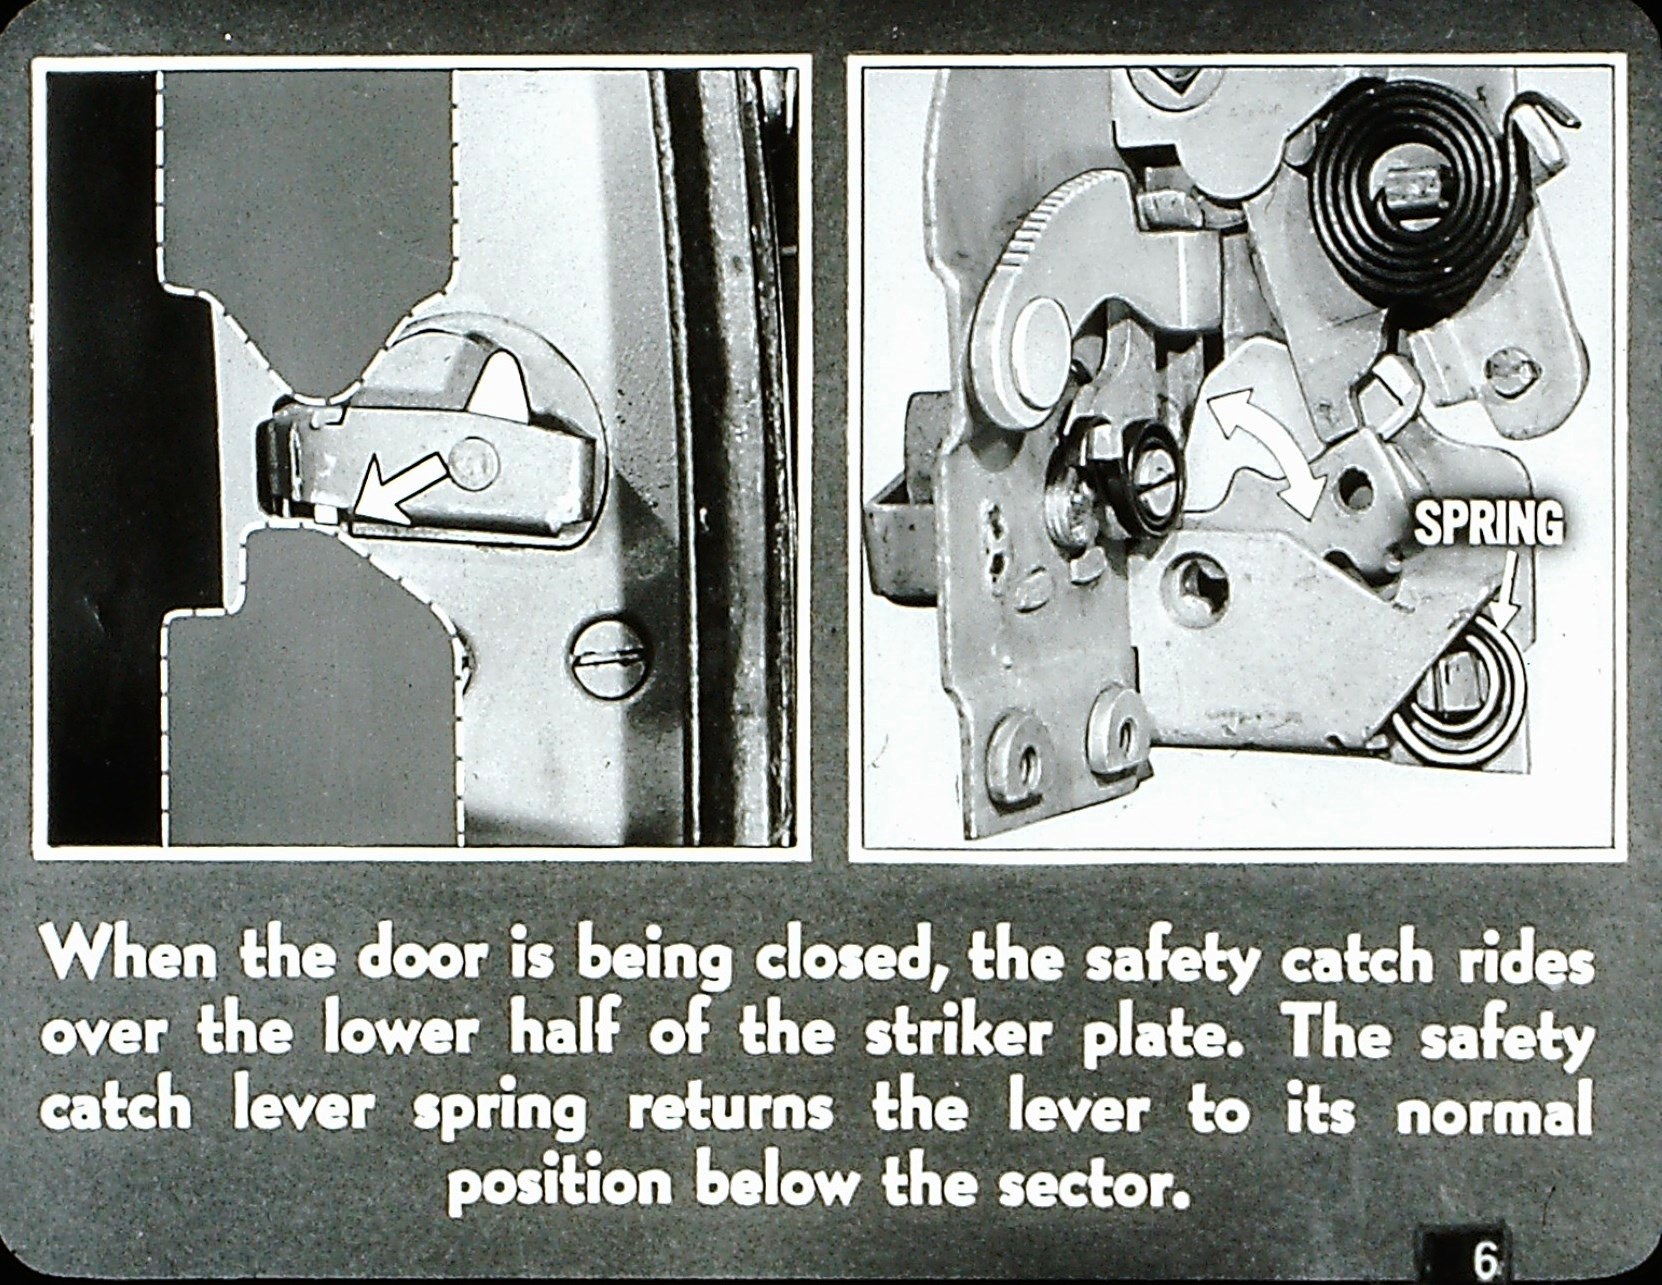 SPRING
When the door is being closed, the safety catch rides
over the lower half of the striker plate. The safety
catch lever spring returns the lever to its normal
position below the sector.
6